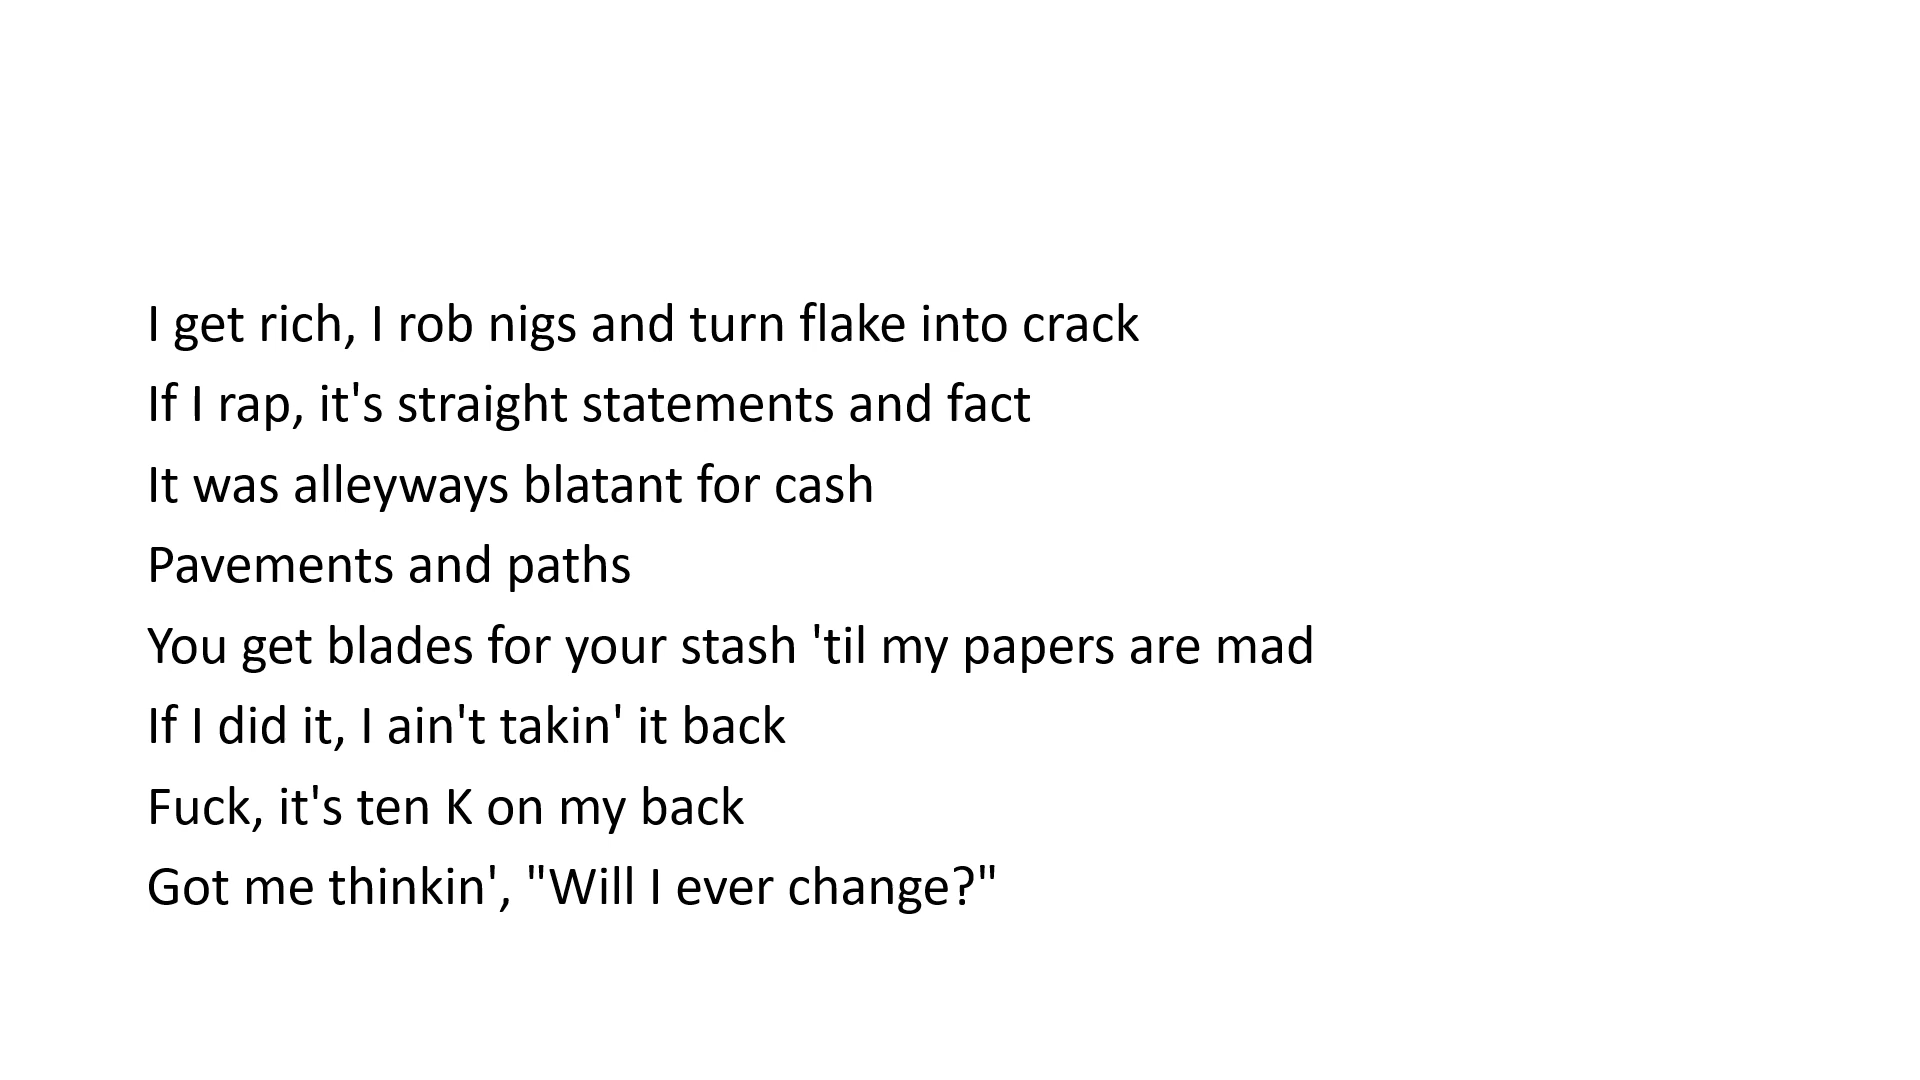 I get rich, I rob nigs and turn flake into crack
If I rap, it's straight statements and fact
It was alleyways blatant for cash
Pavements and paths
You get blades for your stash 'til my papers are mad
If I did it, I ain't takin' it back
Fuck, it's ten K on my back
Got me thinkin', "Will I ever change?"